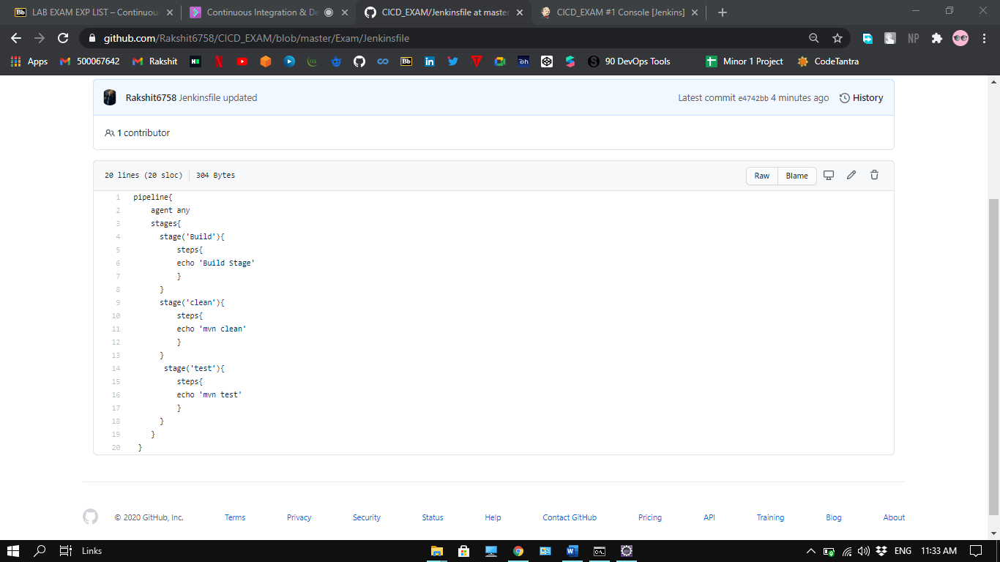 LAB EXAM EXP LIST – Continuous
Continuous Integration & De
CICD_EXAM/Jenkinsfile at master
CICD_EXAM #1 Console [Jenkins]
github.com/Rakshit6758/CICD_EXAM/blob/master/Exam/Jenkinsfile
NP
Apps 500067642 Rakshit 90 DevOps Tools Minor 1 Project CodeTantra
Rakshit6758 Jenkinsfile updated Latest commit e4742bb 4 minutes ago History
1 contributor
20 lines (20 sloc) 304 Bytes Raw Blame
1 pipeline{
2 agent any
3 stages{
4 stage('Build'){
5 steps{
6 echo 'Build Stage'
7 }
8 }
9 stage('clean'){
10 steps{
11 echo 'mvn clean'
12 }
13 }
14 stage('test'){
15 steps{
16 echo 'mvn test'
17 }
18 }
19 }
20 }
© 2020 GitHub, Inc. Terms Privacy Security Status Help Contact GitHub Pricing API Training Blog About
Links ENG 11:33 AM